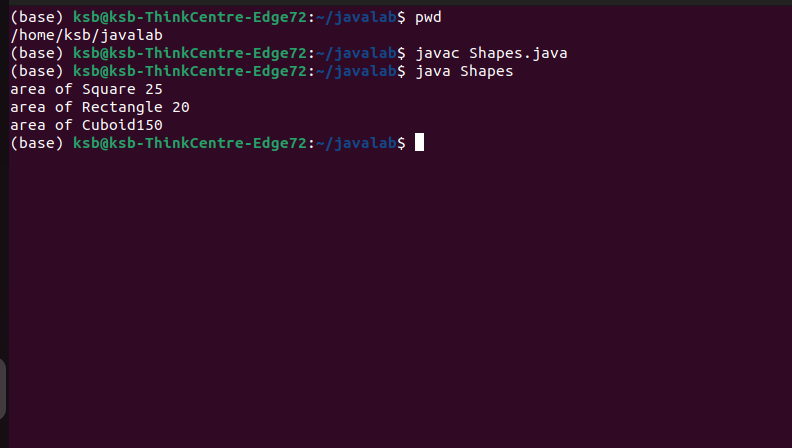 (base) ksb@ksb-ThinkCentre-Edge72:~/javalab$ pwd
/home/ksb/javalab
(base) ksb@ksb-ThinkCentre-Edge72:~/javalab$ javac Shapes.java
(base) ksb@ksb-ThinkCentre-Edge72:~/javalab$ java Shapes
area of Square 25
area of Rectangle 20
area of Cuboid150
(base) ksb@ksb-ThinkCentre-Edge72:~/javalab$